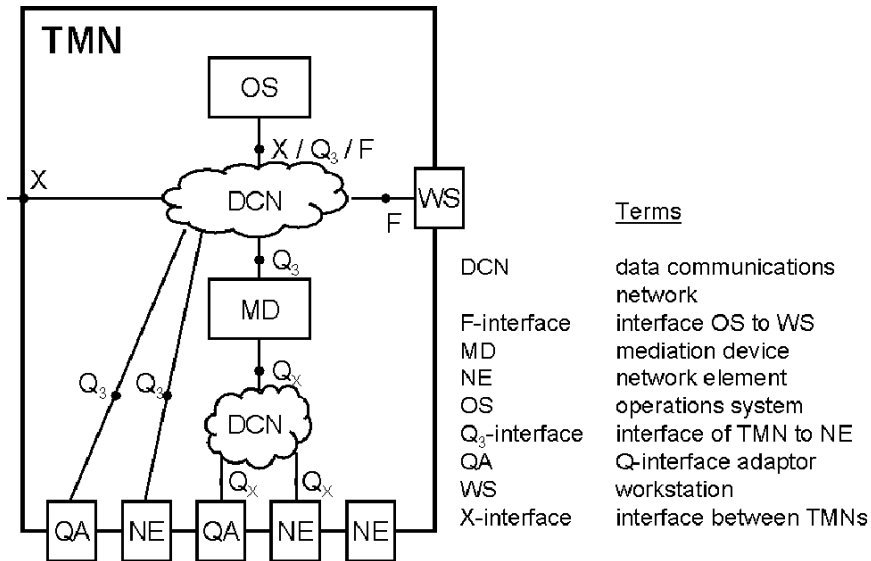 TMN
OS
X / Q3 / F
X
DCN
WS
F
Q3
MD
Q3
Q3
QX
DCN
QX
QX
QA
NE
QA
NE
NE
Terms
DCN data communications
network
F-interface interface OS to WS
MD mediation device
NE network element
OS operations system
Q3-interface interface of TMN to NE
QA Q-interface adaptor
WS workstation
X-interface interface between TMNs